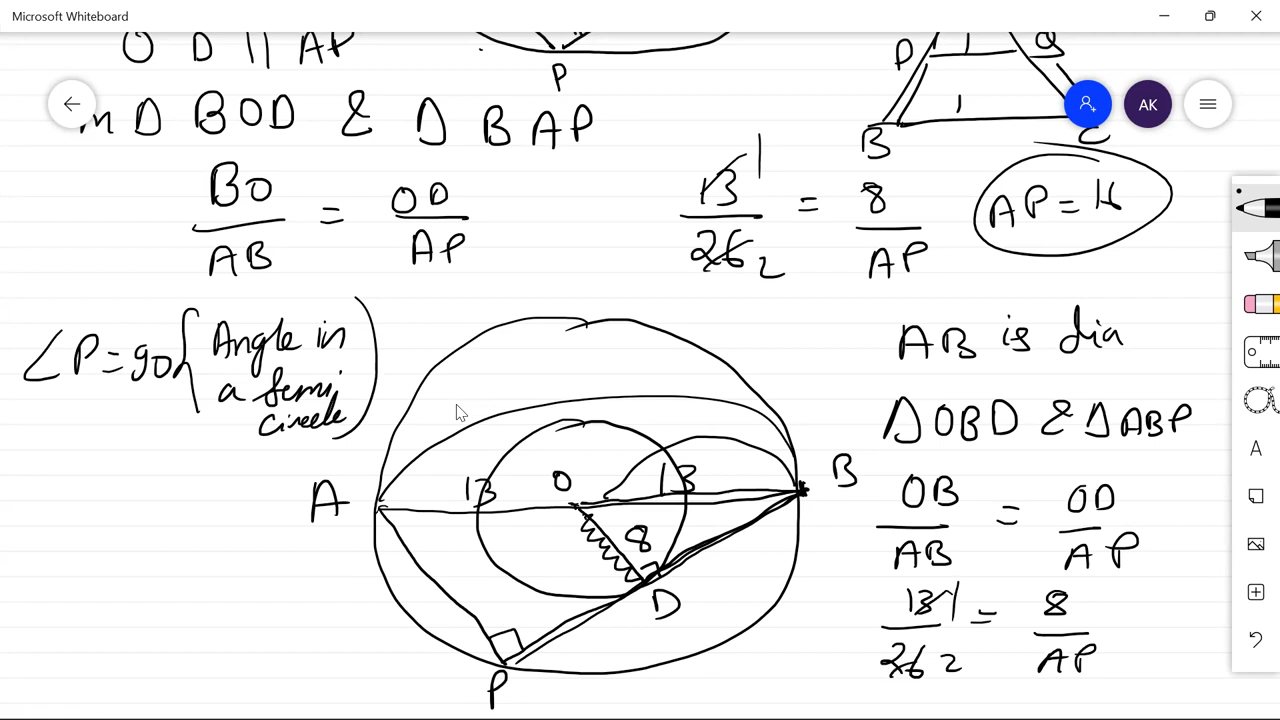 Microsoft Whiteboard
O D || AP
P
P Q
B C
AK
in Δ BOD & Δ BAP
BO / AB = OD / AP
13 1 / 26 2 = 8 / AP
AP = 16
∠P = 90 { Angle in
a semi
circle )
A 13 O 13 B
8
D
P
AB is dia
Δ OBD & Δ ABP
OB / AB = OD / AP
13 1 / 26 2 = 8 / AP
A